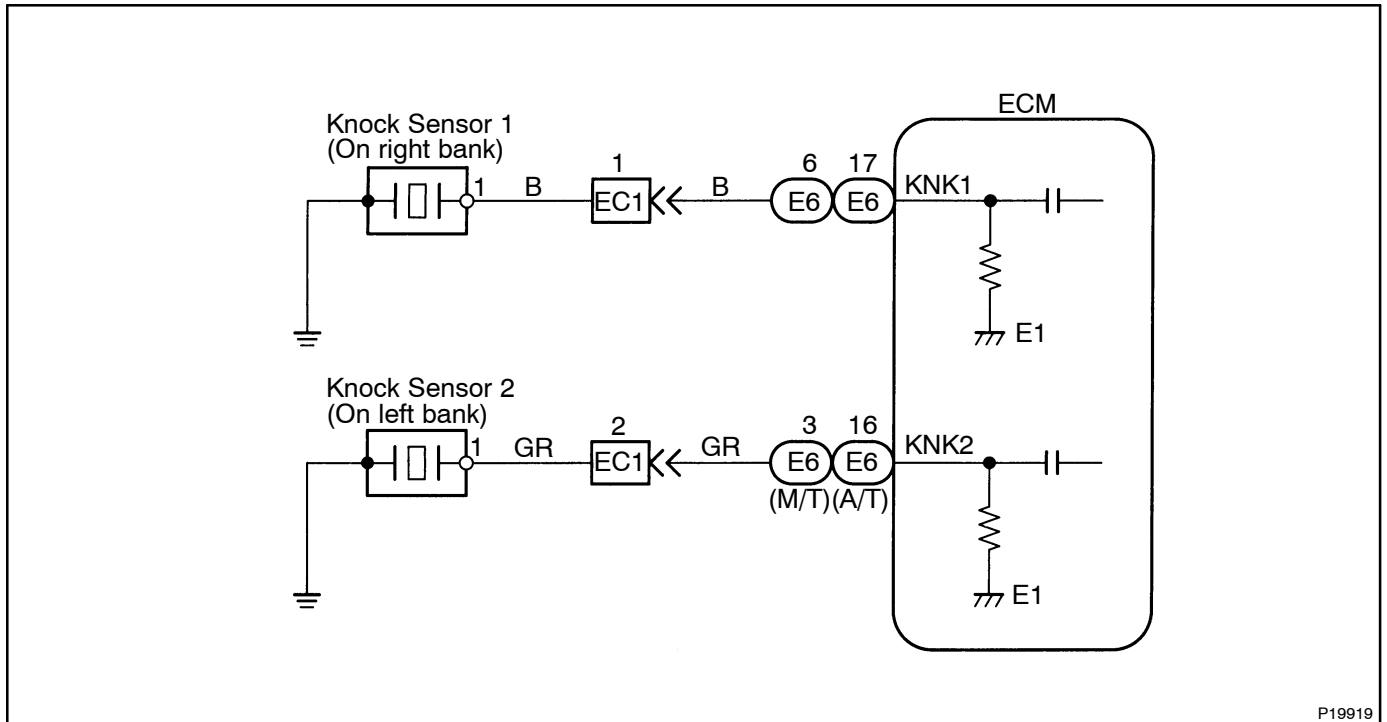 ECM
Knock Sensor 1
(On right bank)
1 B
1
EC1
B
6 17
E6 E6
KNK1
E1
Knock Sensor 2
(On left bank)
1 GR
2
EC1
GR
3 16
E6 E6
(M/T) (A/T)
KNK2
E1
P19919